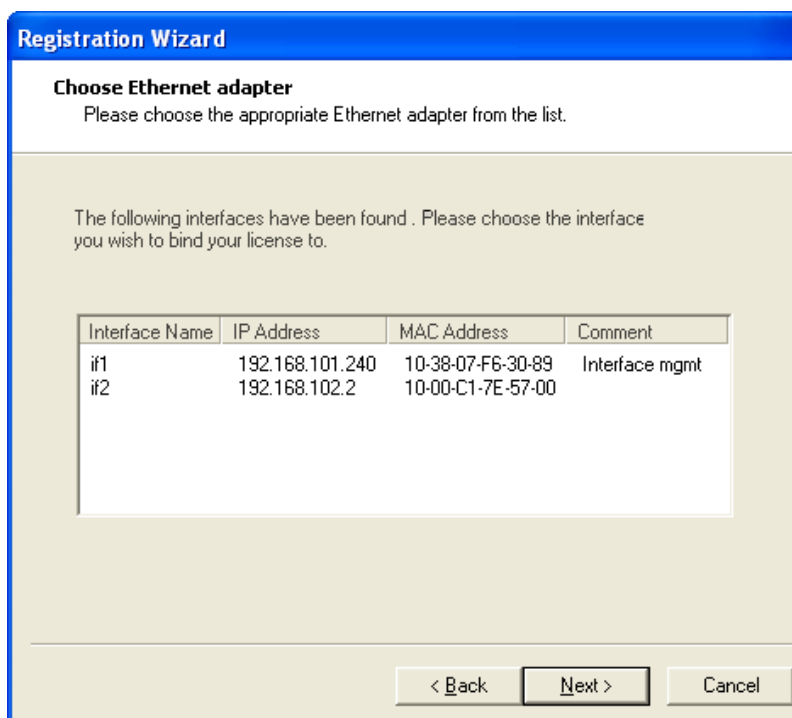 Registration Wizard
Choose Ethernet adapter
Please choose the appropriate Ethernet adapter from the list.
The following interfaces have been found . Please choose the interface
you wish to bind your license to.
Interface Name IP Address MAC Address Comment
if1 192.168.101.240 10-38-07-F6-30-89 Interface mgmt
if2 192.168.102.2 10-00-C1-7E-57-00
< Back Next > Cancel